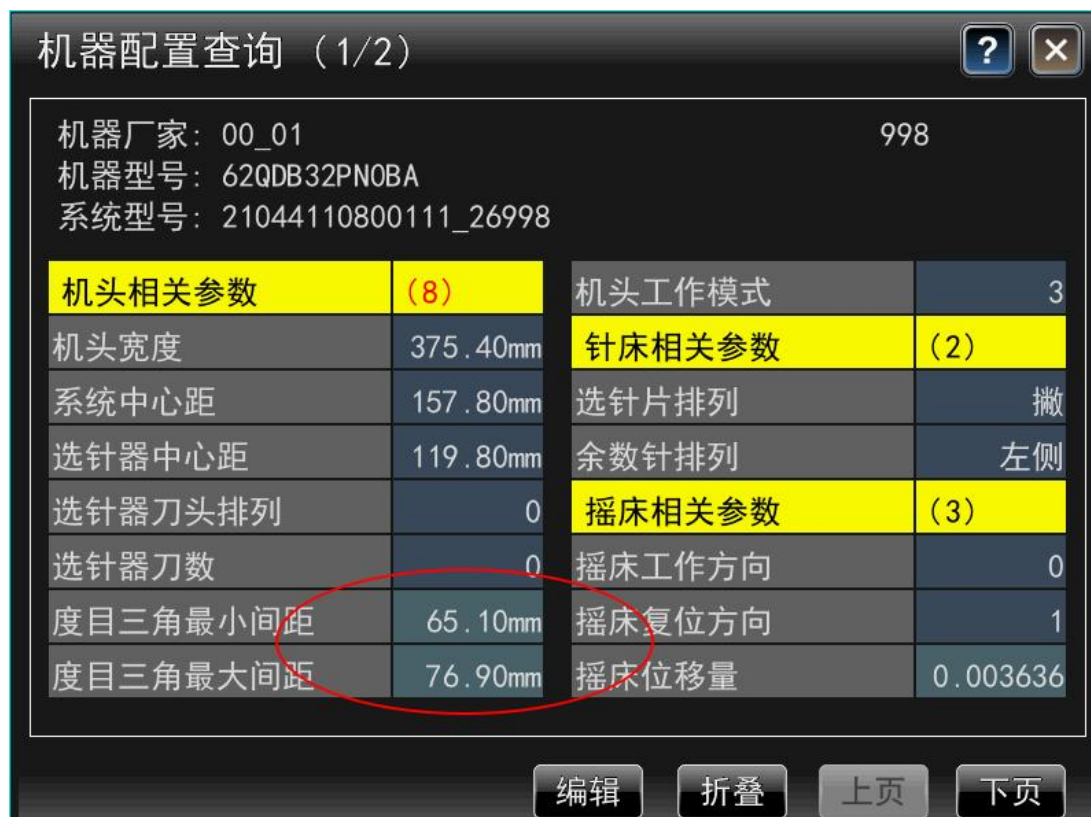 机器配置查询 （1/2） ? ×
机器厂家: 00_01 998
机器型号: 62QDB32PN0BA
系统型号: 21044110800111_26998
机头相关参数 （8） 机头工作模式 3
机头宽度 375.40mm 针床相关参数 （2）
系统中心距 157.80mm 选针片排列 撇
选针器中心距 119.80mm 余数针排列 左侧
选针器刀头排列 0 摇床相关参数 （3）
选针器刀数 0 摇床工作方向 0
度目三角最小间距 65.10mm 摇床复位方向 1
度目三角最大间距 76.90mm 摇床位移量 0.003636
编辑 折叠 上页 下页